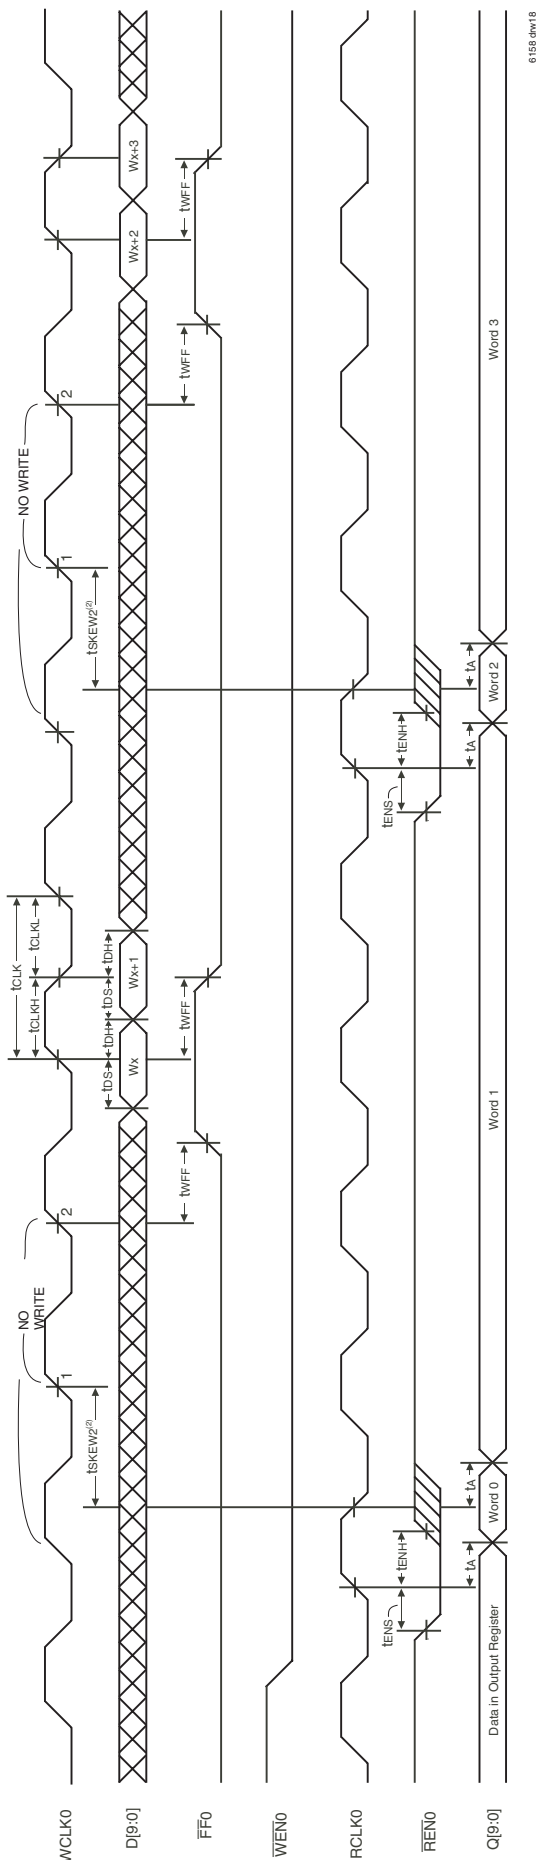 WCLK0
NO WRITE
1
2
tSKEW2(2)
tCLK
tCLKH
tCLKL
NO WRITE
1
2
tSKEW2(2)
D[9:0]
tDS
tDH
tDS
tDH
Wx
Wx+1
Wx+2
Wx+3
FF0
tWFF
tWFF
tWFF
tWFF
WEN0
RCLK0
REN0
tENS
tENH
tENS
tENH
Q[9:0]
Data in Output Register
tA
Word 0
tA
Word 1
tA
Word 2
tA
Word 3
6158 drw18